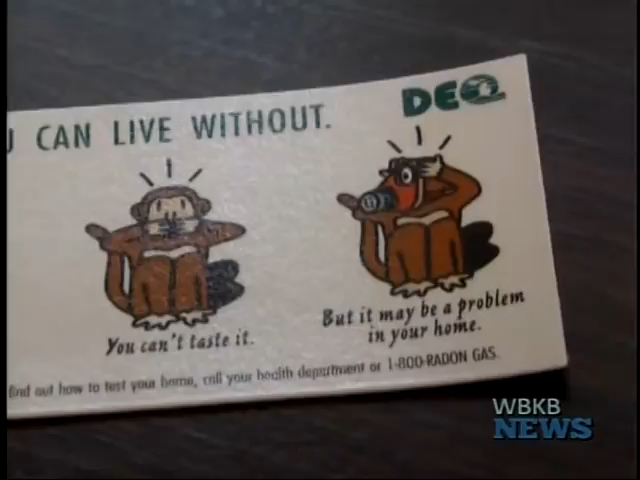 CAN LIVE WITHOUT.
DEQ
You can't taste it.
But it may be a problem
in your home.
find out how to test your home, call your health department or 1-800-RADON GAS.
WBKB
NEWS